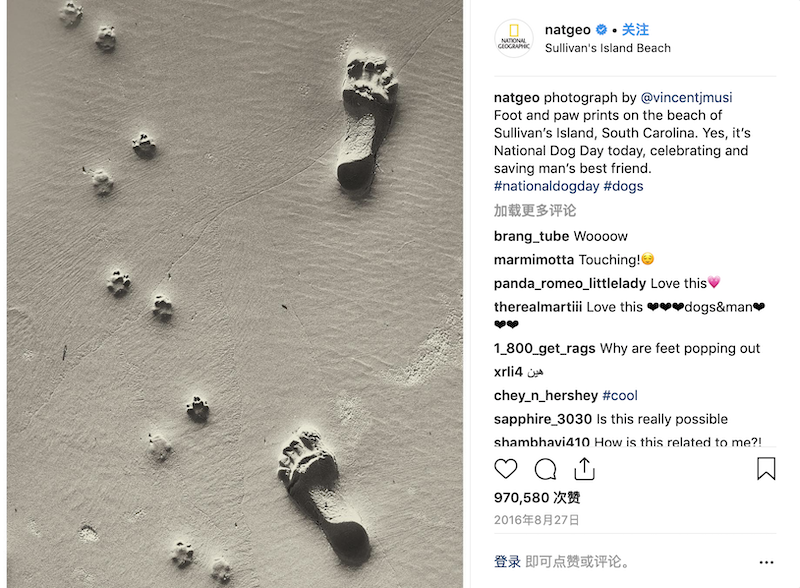 NATIONAL
GEOGRAPHIC
natgeo • 关注
Sullivan's Island Beach
natgeo photograph by @vincentjmusi
Foot and paw prints on the beach of
Sullivan’s Island, South Carolina. Yes, it’s
National Dog Day today, celebrating and
saving man’s best friend.
#nationaldogday #dogs
加载更多评论
brang_tube Woooow
marmimotta Touching!😔
panda_romeo_littlelady Love this💗
therealmartiii Love this ❤❤❤dogs&man❤
❤❤
1_800_get_rags Why are feet popping out
xrli4 هين
chey_n_hershey #cool
sapphire_3030 Is this really possible
shambhavi410 How is this related to me?!
970,580 次赞
2016年8月27日
登录 即可点赞或评论。